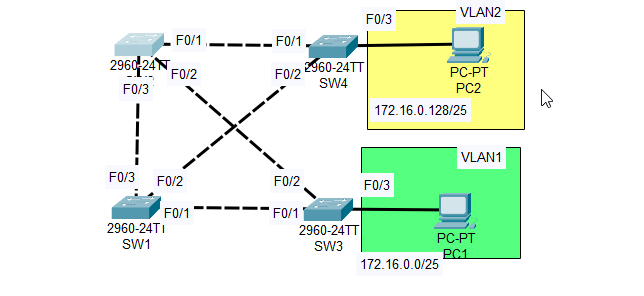 VLAN2
F0/3
F0/1
F0/1
2960-24TT
F0/2
F0/2
2960-24TT
SW4
PC-PT
PC2
F0/3
172.16.0.128/25
VLAN1
F0/3
F0/2
F0/2
F0/3
F0/1
F0/1
2960-24TT
SW1
2960-24TT
SW3
PC-PT
PC1
172.16.0.0/25